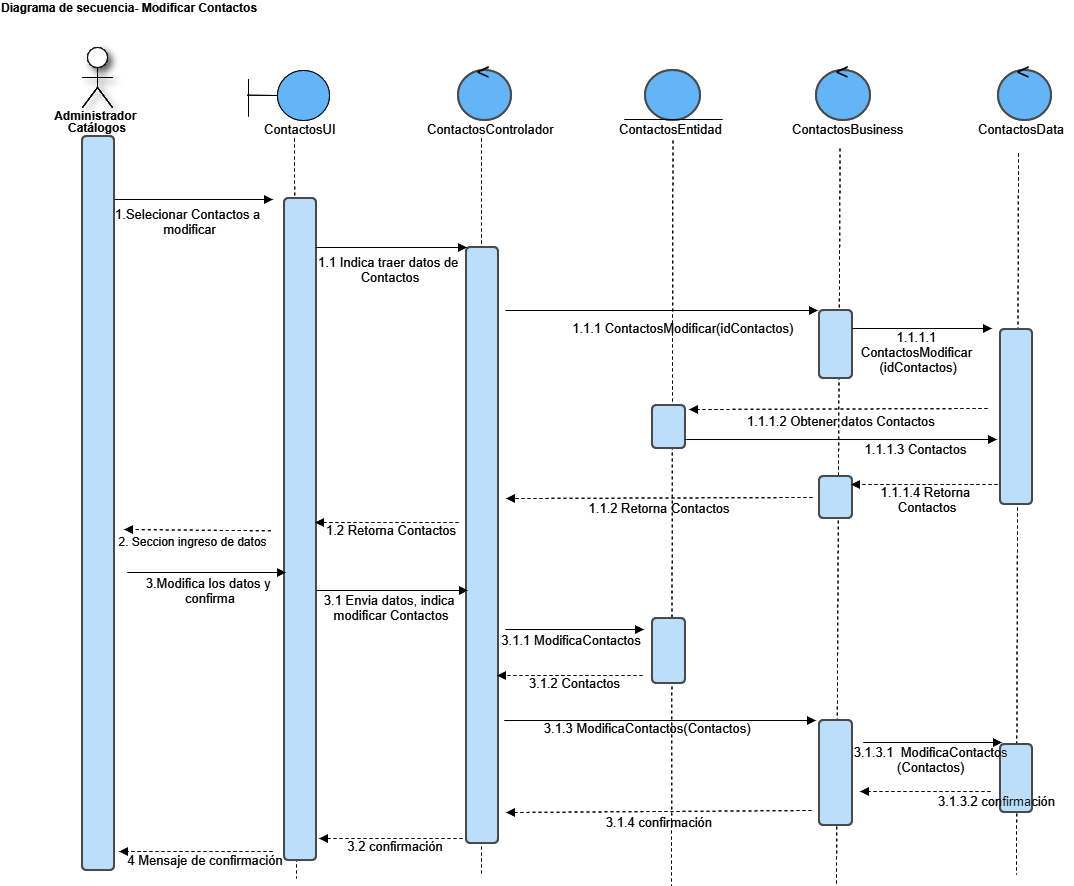 Diagrama de secuencia- Modificar Contactos
Administrador
Catálogos
ContactosUI
ContactosControlador
ContactosEntidad
ContactosBusiness
ContactosData
1.Selecionar Contactos a
modificar
1.1 Indica traer datos de
Contactos
1.1.1 ContactosModificar(idContactos)
1.1.1.1
ContactosModificar
(idContactos)
1.1.1.2 Obtener datos Contactos
1.1.1.3 Contactos
1.1.1.4 Retorna
Contactos
1.1.2 Retorna Contactos
1.2 Retorna Contactos
2. Seccion ingreso de datos
3.Modifica los datos y
confirma
3.1 Envia datos, indica
modificar Contactos
3.1.1 ModificaContactos
3.1.2 Contactos
3.1.3 ModificaContactos(Contactos)
3.1.3.1 ModificaContactos
(Contactos)
3.1.3.2 confirmación
3.1.4 confirmación
3.2 confirmación
4 Mensaje de confirmación